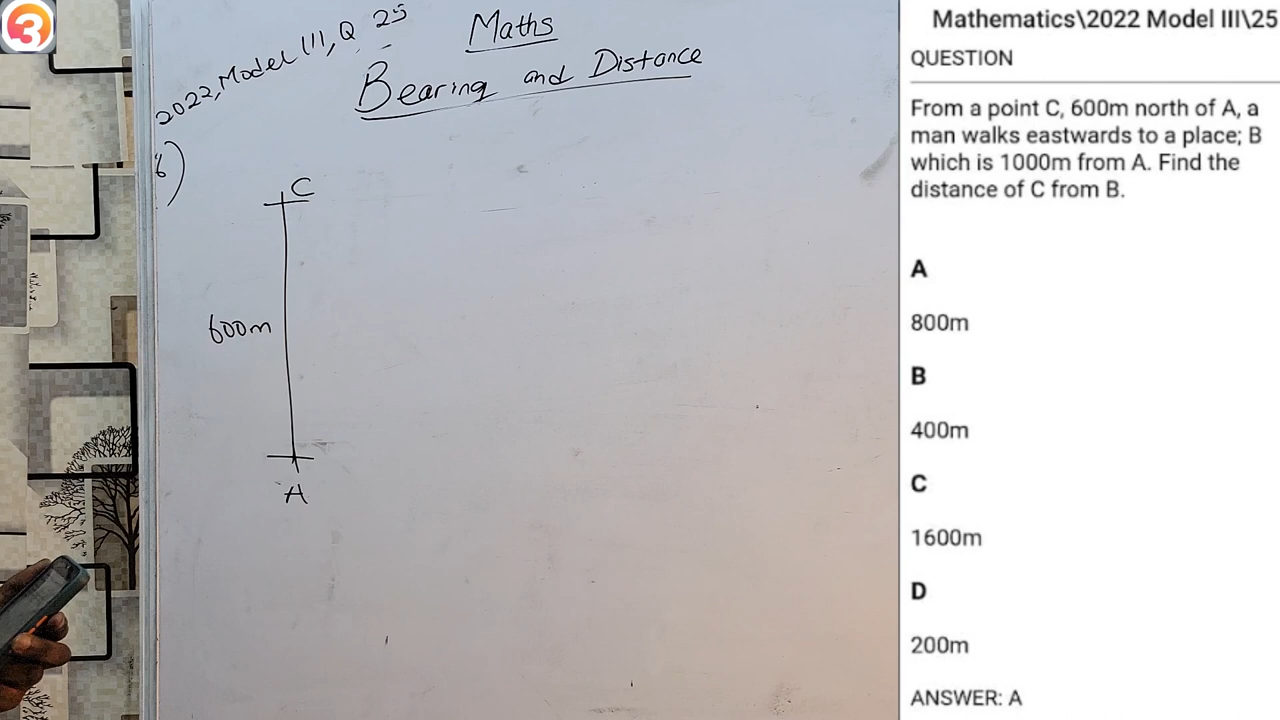 3
2022, Model III, Q 25
Maths
Bearing and Distance
C
600m
A
Mathematics\2022 Model III\25
QUESTION
From a point C, 600m north of A, a
man walks eastwards to a place; B
which is 1000m from A. Find the
distance of C from B.
A
800m
B
400m
C
1600m
D
200m
ANSWER: A